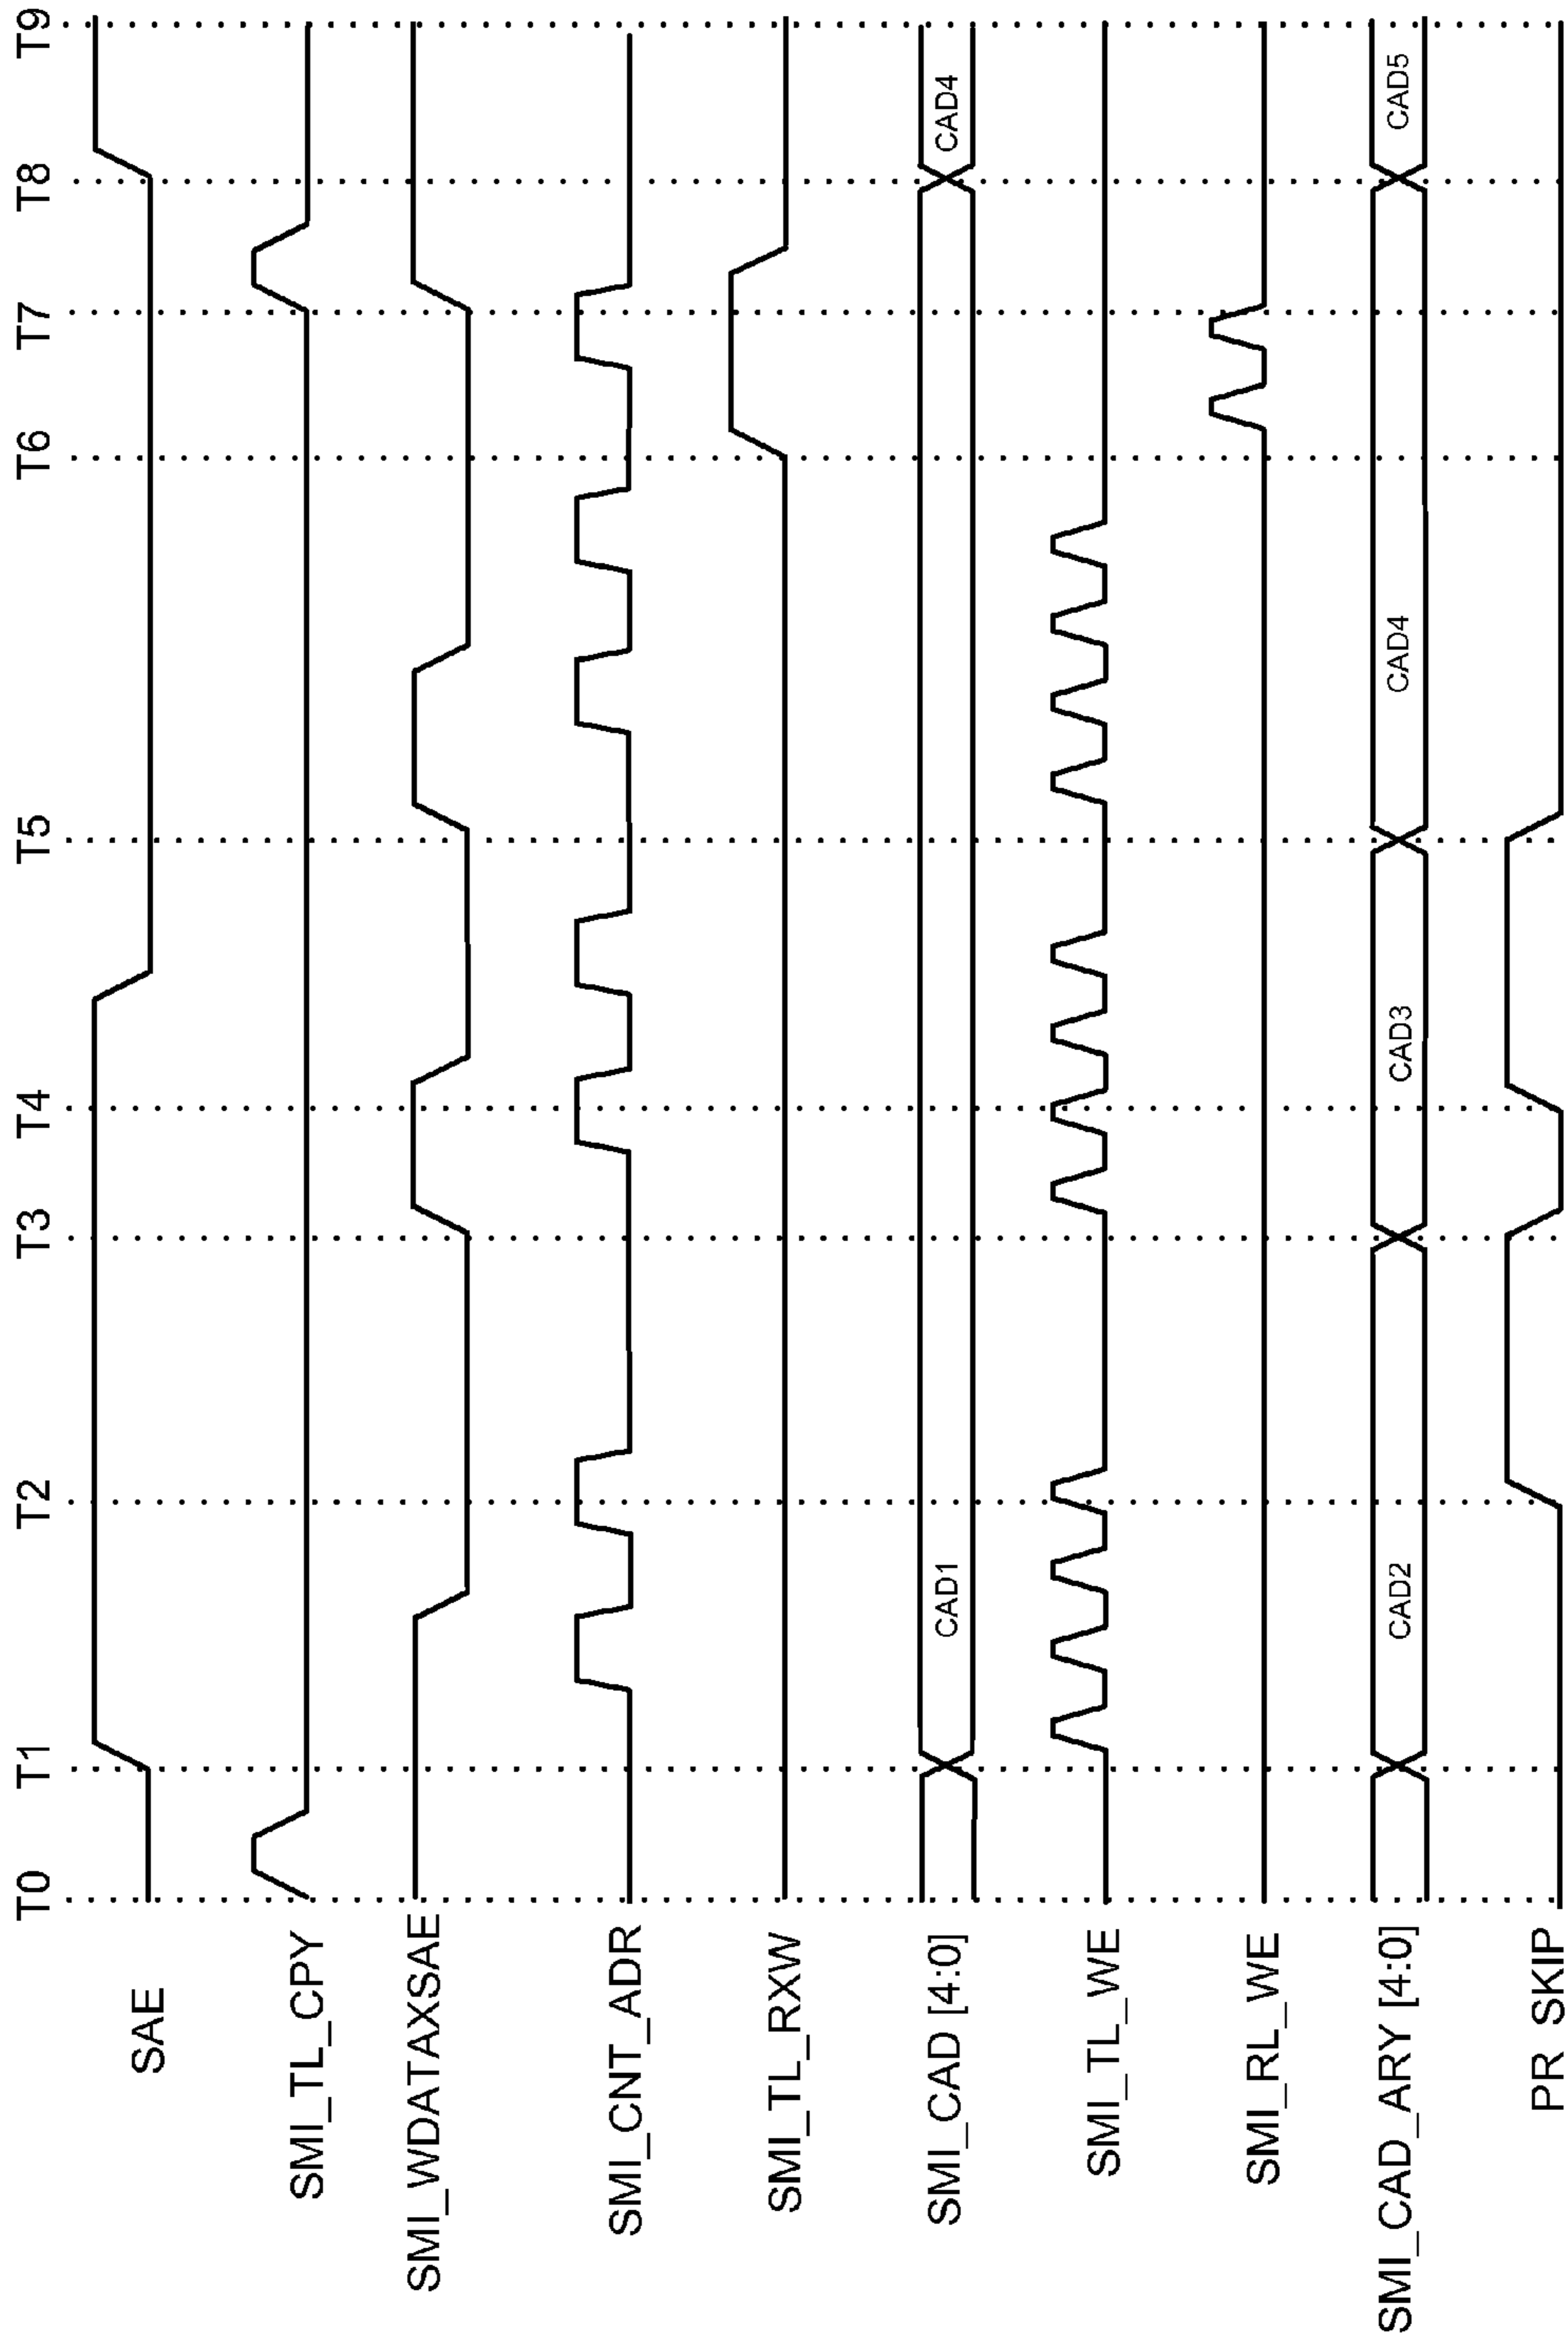 T0 T1 T2 T3 T4 T5 T6 T7 T8 T9
SAE
SMI_TL_CPY
SMI_WDATAXSAE
SMI_CNT_ADR
SMI_TL_RXW
SMI_CAD [4:0] CAD1 CAD4
SMI_TL_WE
SMI_RL_WE
SMI_CAD_ARY [4:0] CAD2 CAD3 CAD4 CAD5
PR_SKIP